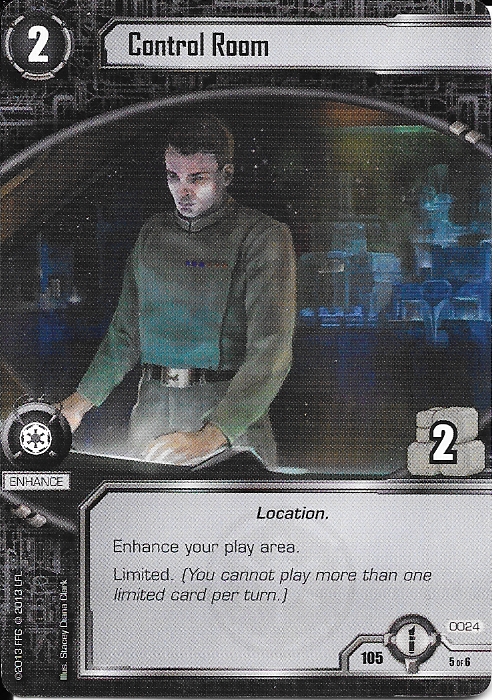 2
Control Room
ENHANCE
2
Location.
Enhance your play area.
Limited. (You cannot play more than one
limited card per turn.)
©2013 FFG © 2013 LFL
Illus. Stacey Diana Clark
105
0024
5 OF 6